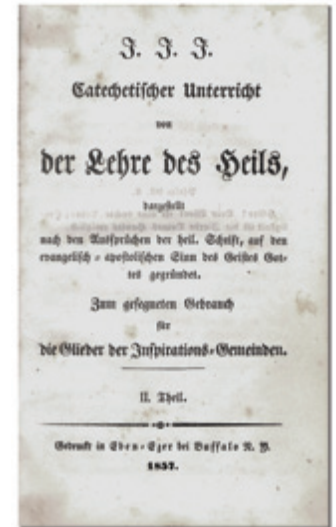 J. J. J.
Catechetischer Unterricht
von
der Lehre des Heils,
dargestellt
nach den Aussprüchen der heil. Schrift, auf den
evangelisch = apostolischen Sinn des Geistes Got=
tes gegründet.
Zum gesegneten Gebrauch
für
die Glieder der Inspirations=Gemeinden.
II. Theil.
Gedruckt in Eben=Ezer bei Buffalo N. Y.
1857.